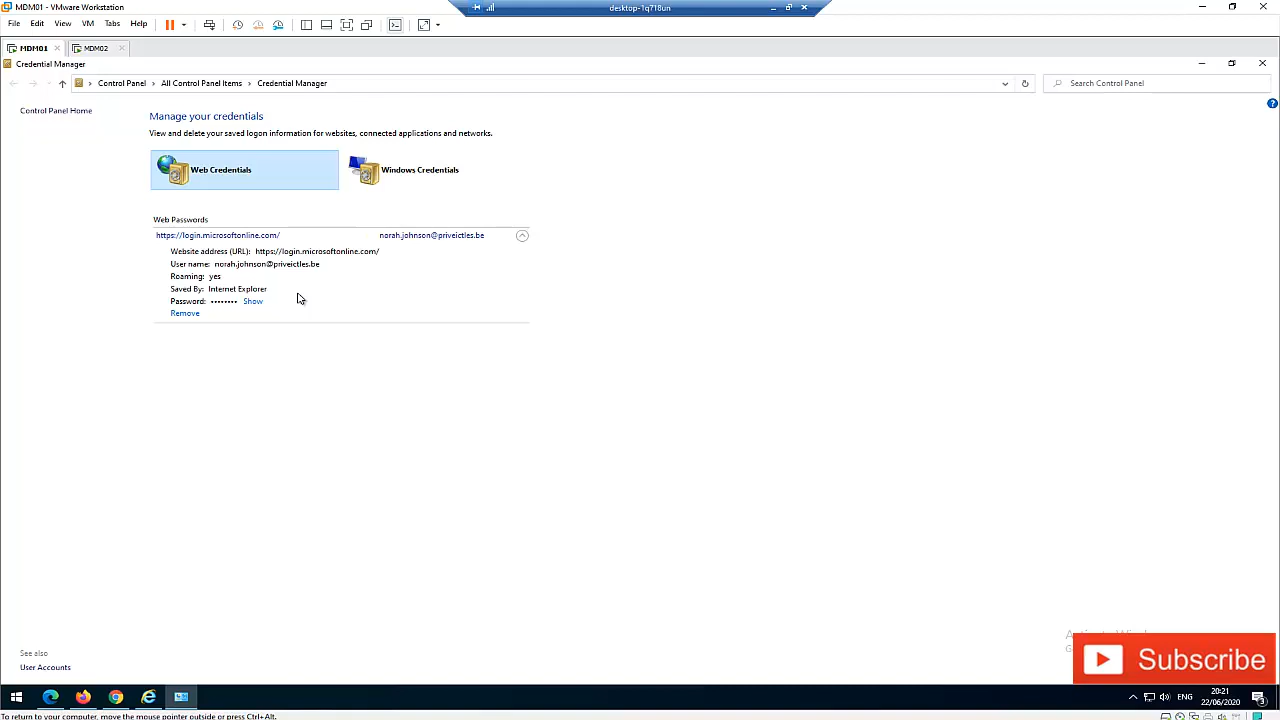 MDM01 - VMware Workstation
desktop-1q718un
File Edit View VM Tabs Help
MDM01 MDM02
Credential Manager
Control Panel All Control Panel Items Credential Manager
Search Control Panel
Control Panel Home
Manage your credentials
View and delete your saved logon information for websites, connected applications and networks.
Web Credentials
Windows Credentials
Web Passwords
https://login.microsoftonline.com/ norah.johnson@priveictles.be
Website address (URL): https://login.microsoftonline.com/
User name: norah.johnson@priveictles.be
Roaming: yes
Saved By: Internet Explorer
Password: •••••••• Show
Remove
See also
User Accounts
Subscribe
ENG
20:21
22/06/2020
3
To return to your computer, move the mouse pointer outside or press Ctrl+Alt.